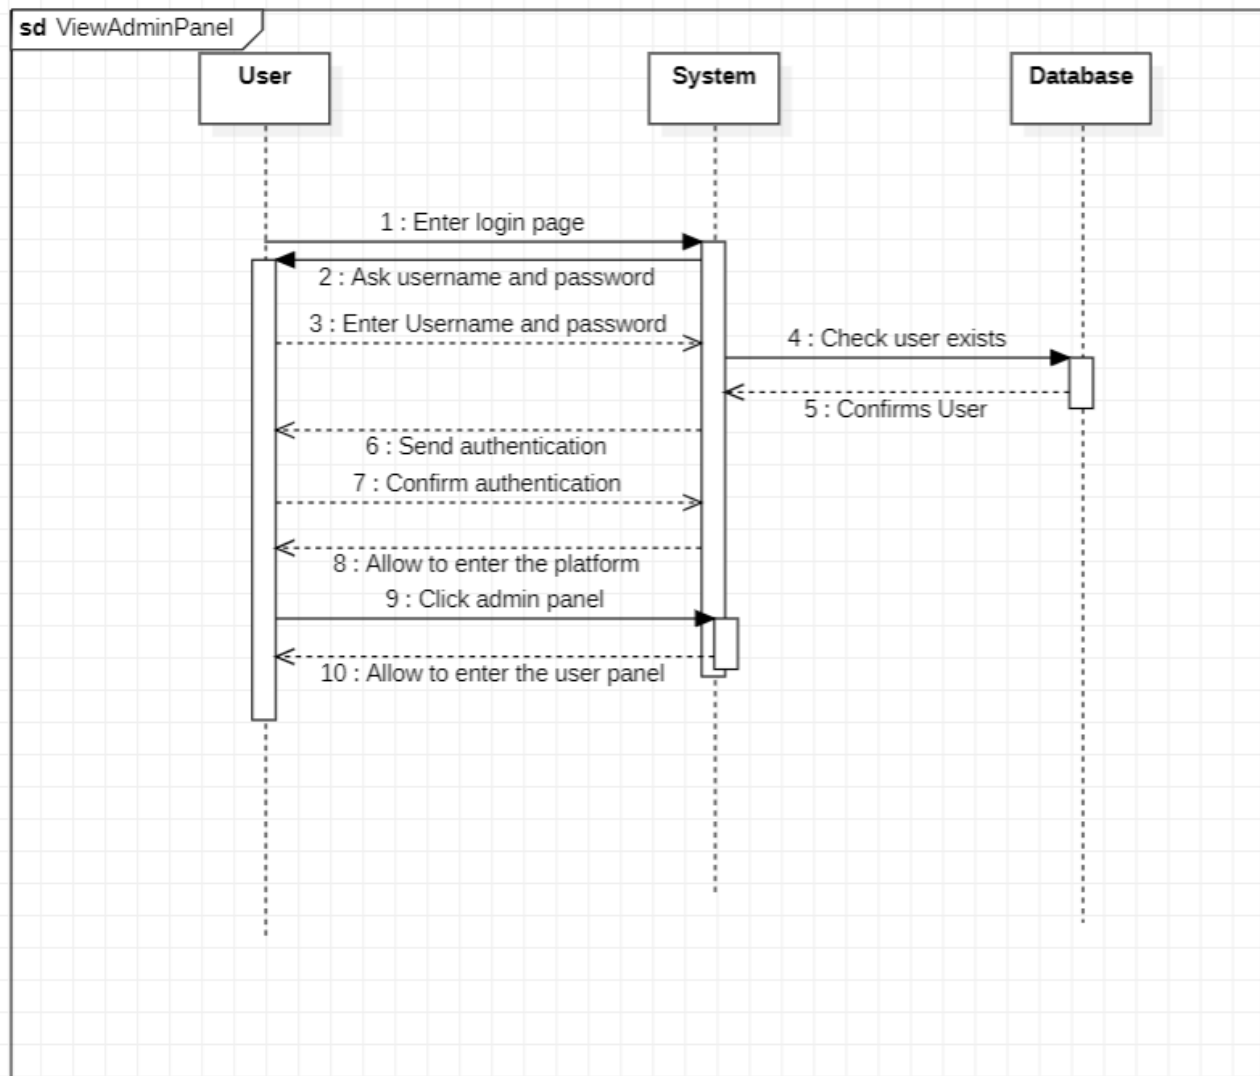 sd ViewAdminPanel
User
System
Database
1 : Enter login page
2 : Ask username and password
3 : Enter Username and password
4 : Check user exists
5 : Confirms User
6 : Send authentication
7 : Confirm authentication
8 : Allow to enter the platform
9 : Click admin panel
10 : Allow to enter the user panel